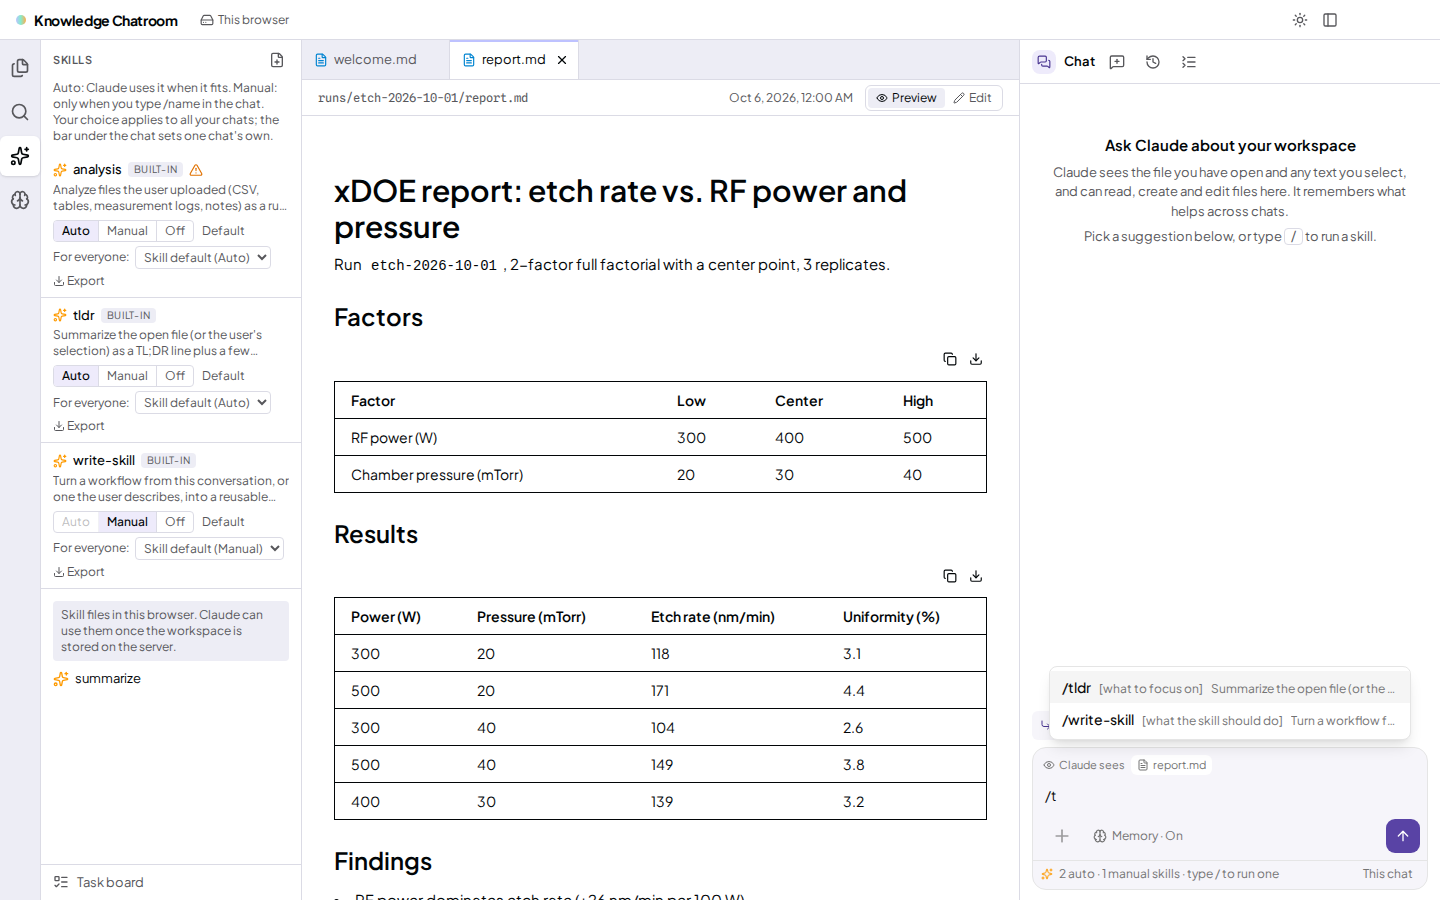 Knowledge Chatroom
This browser
SKILLS
Auto: Claude uses it when it fits. Manual:
only when you type /name in the chat.
Your choice applies to all your chats; the
bar under the chat sets one chat's own.
analysis BUILT-IN
Analyze files the user uploaded (CSV,
tables, measurement logs, notes) as a ru…
Auto Manual Off Default
For everyone: Skill default (Auto)
Export
tldr BUILT-IN
Summarize the open file (or the user's
selection) as a TL;DR line plus a few…
Auto Manual Off Default
For everyone: Skill default (Auto)
Export
write-skill BUILT-IN
Turn a workflow from this conversation, or
one the user describes, into a reusable…
Auto Manual Off Default
For everyone: Skill default (Manual)
Export
Skill files in this browser. Claude can
use them once the workspace is
stored on the server.
summarize
Task board
welcome.md
report.md
runs/etch-2026-10-01/report.md
Oct 6, 2026, 12:00 AM
Preview
Edit
xDOE report: etch rate vs. RF power and
pressure
Run etch-2026-10-01 , 2-factor full factorial with a center point, 3 replicates.
Factors
Factor Low Center High
RF power (W) 300 400 500
Chamber pressure (mTorr) 20 30 40
Results
Power (W) Pressure (mTorr) Etch rate (nm/min) Uniformity (%)
300 20 118 3.1
500 20 171 4.4
300 40 104 2.6
500 40 149 3.8
400 30 139 3.2
Findings
RF power dominates etch rate (+26 nm/min per 100 W)
Chat
Ask Claude about your workspace
Claude sees the file you have open and any text you select,
and can read, create and edit files here. It remembers what
helps across chats.
Pick a suggestion below, or type / to run a skill.
/tldr [what to focus on] Summarize the open file (or the …
/write-skill [what the skill should do] Turn a workflow f…
Claude sees report.md
/t
Memory · On
2 auto · 1 manual skills · type / to run one
This chat